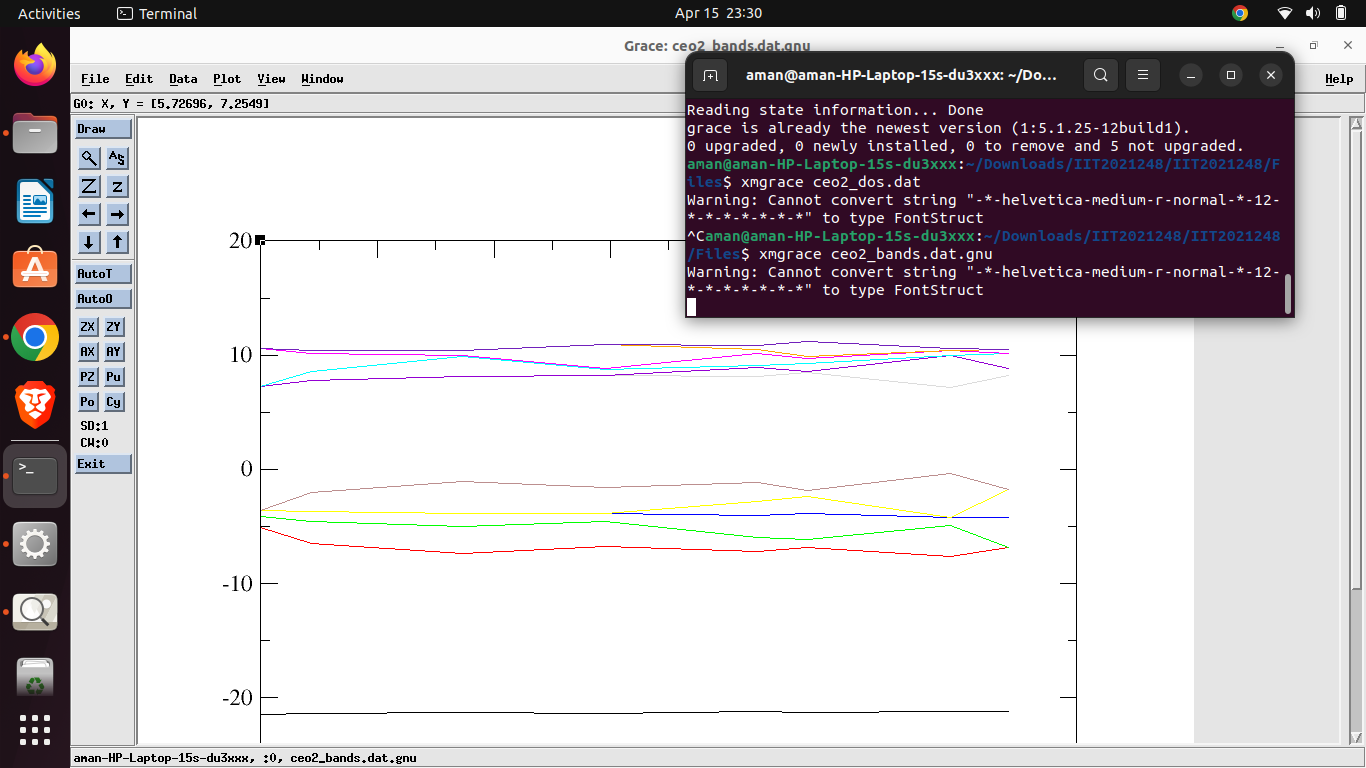 Activities
Terminal
Apr 15 23:30
Grace: ceo2_bands.dat.gnu
File Edit Data Plot View Window
Help
G0: X, Y = [5.72696, 7.2549]
Draw
AS
Z
Z
AutoT
AutoO
ZX ZY
AX AY
PZ Pu
Po Cy
SD:1
CW:0
Exit
20
10
0
-10
-20
aman@aman-HP-Laptop-15s-du3xxx: ~/Do...
Reading state information... Done
grace is already the newest version (1:5.1.25-12build1).
0 upgraded, 0 newly installed, 0 to remove and 5 not upgraded.
aman@aman-HP-Laptop-15s-du3xxx:~/Downloads/IIT2021248/IIT2021248/F
iles$ xmgrace ceo2_dos.dat
Warning: Cannot convert string "-*-helvetica-medium-r-normal-*-12-
*-*-*-*-*-*-*" to type FontStruct
^Caman@aman-HP-Laptop-15s-du3xxx:~/Downloads/IIT2021248/IIT2021248
/Files$ xmgrace ceo2_bands.dat.gnu
Warning: Cannot convert string "-*-helvetica-medium-r-normal-*-12-
*-*-*-*-*-*-*" to type FontStruct
aman-HP-Laptop-15s-du3xxx, :0, ceo2_bands.dat.gnu